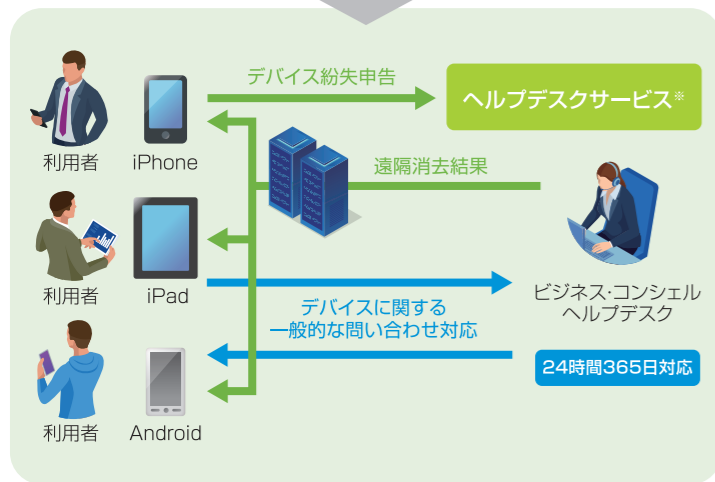 デバイス紛失申告
ヘルプデスクサービス※
利用者
iPhone
遠隔消去結果
利用者
iPad
デバイスに関する
一般的な問い合わせ対応
ビジネス・コンシェル
ヘルプデスク
24時間365日対応
利用者
Android